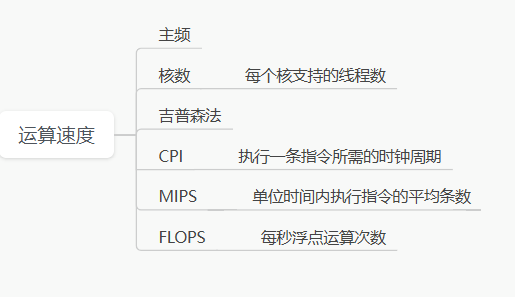 主频
核数 每个核支持的线程数
吉普森法
运算速度
CPI 执行一条指令所需的时钟周期
MIPS 单位时间内执行指令的平均条数
FLOPS 每秒浮点运算次数